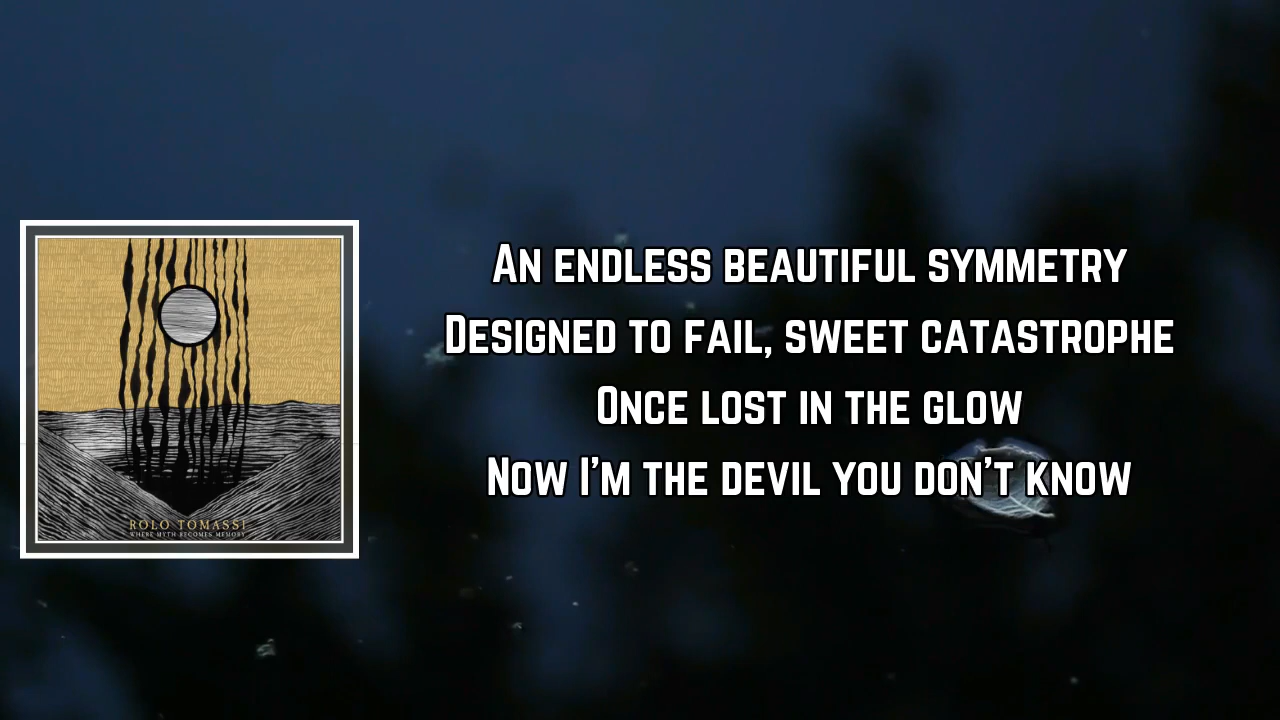 An endless beautiful symmetry
Designed to fail, sweet catastrophe
Once lost in the glow
Now I'm the devil you don't know
ROLO TOMASSI
WHERE MYTH BECOMES MEMORY